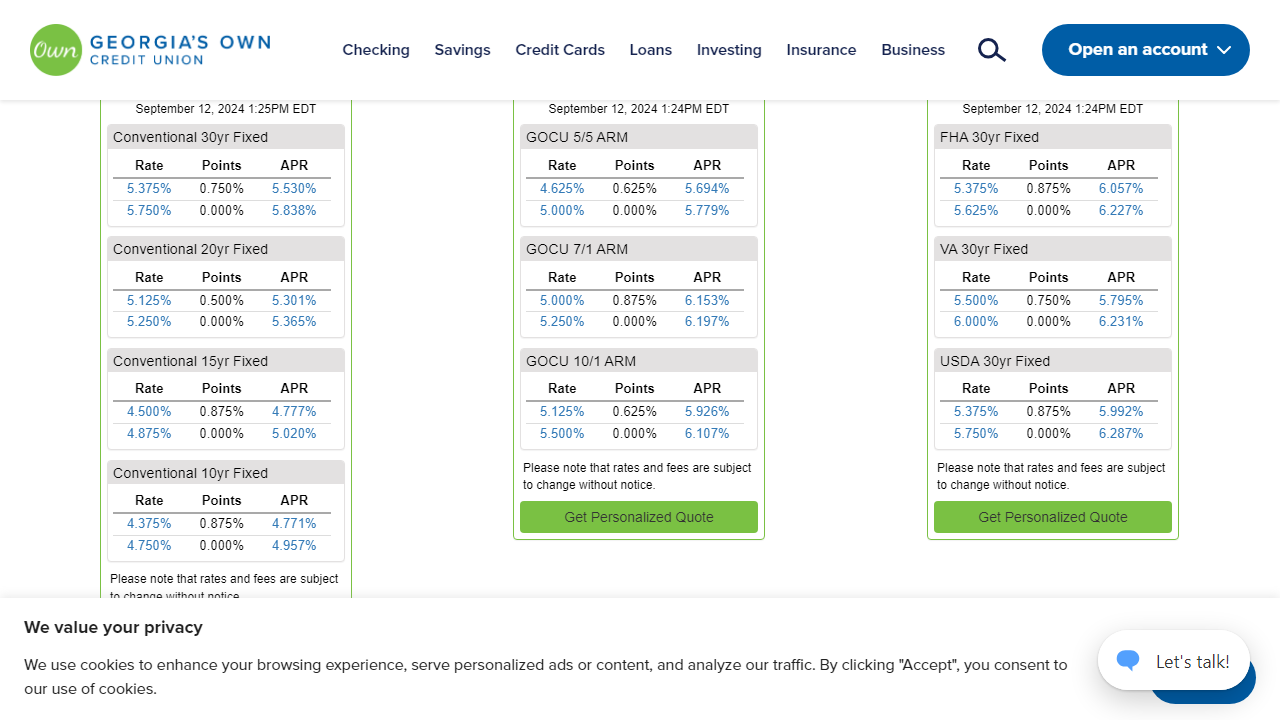 Own GEORGIA'S OWN
CREDIT UNION
Checking Savings Credit Cards Loans Investing Insurance Business
Open an account
September 12, 2024 1:25PM EDT
Conventional 30yr Fixed
Rate Points APR
5.375% 0.750% 5.530%
5.750% 0.000% 5.838%
Conventional 20yr Fixed
Rate Points APR
5.125% 0.500% 5.301%
5.250% 0.000% 5.365%
Conventional 15yr Fixed
Rate Points APR
4.500% 0.875% 4.777%
4.875% 0.000% 5.020%
Conventional 10yr Fixed
Rate Points APR
4.375% 0.875% 4.771%
4.750% 0.000% 4.957%
Please note that rates and fees are subject
to change without notice.
September 12, 2024 1:24PM EDT
GOCU 5/5 ARM
Rate Points APR
4.625% 0.625% 5.694%
5.000% 0.000% 5.779%
GOCU 7/1 ARM
Rate Points APR
5.000% 0.875% 6.153%
5.250% 0.000% 6.197%
GOCU 10/1 ARM
Rate Points APR
5.125% 0.625% 5.926%
5.500% 0.000% 6.107%
Please note that rates and fees are subject
to change without notice.
Get Personalized Quote
September 12, 2024 1:24PM EDT
FHA 30yr Fixed
Rate Points APR
5.375% 0.875% 6.057%
5.625% 0.000% 6.227%
VA 30yr Fixed
Rate Points APR
5.500% 0.750% 5.795%
6.000% 0.000% 6.231%
USDA 30yr Fixed
Rate Points APR
5.375% 0.875% 5.992%
5.750% 0.000% 6.287%
Please note that rates and fees are subject
to change without notice.
Get Personalized Quote
We value your privacy
We use cookies to enhance your browsing experience, serve personalized ads or content, and analyze our traffic. By clicking "Accept", you consent to
our use of cookies.
Let's talk!